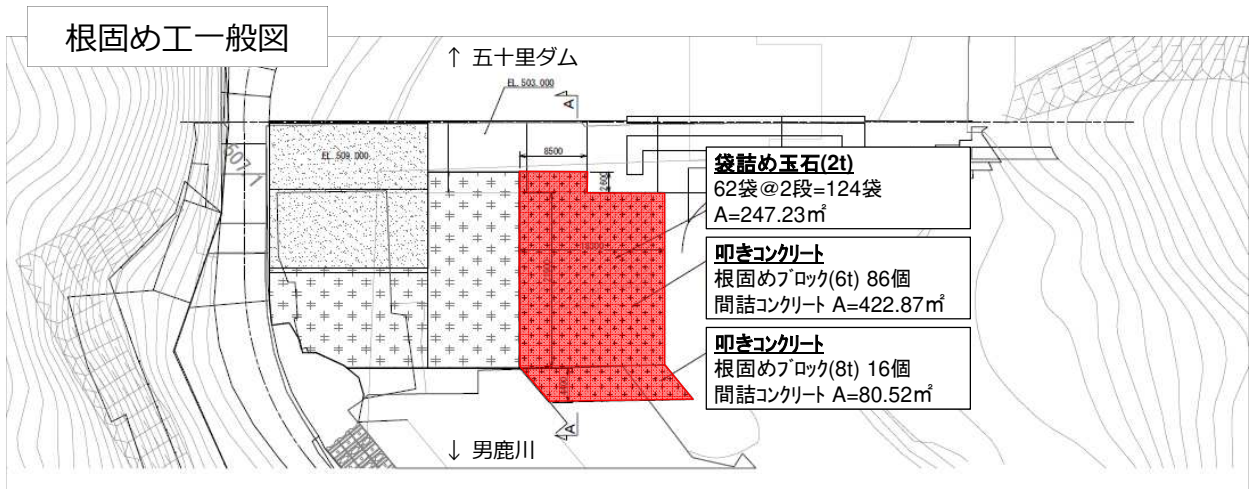 根固め工一般図
↑ 五十里ダム
EL. 503.000
A
8500
EL. 509.000
607.1
袋詰め玉石(2t)
62袋@2段=124袋
A=247.23㎡
叩きコンクリート
根固めブロック(6t) 86個
間詰コンクリート A=422.87㎡
叩きコンクリート
根固めブロック(8t) 16個
間詰コンクリート A=80.52㎡
A
↓ 男鹿川